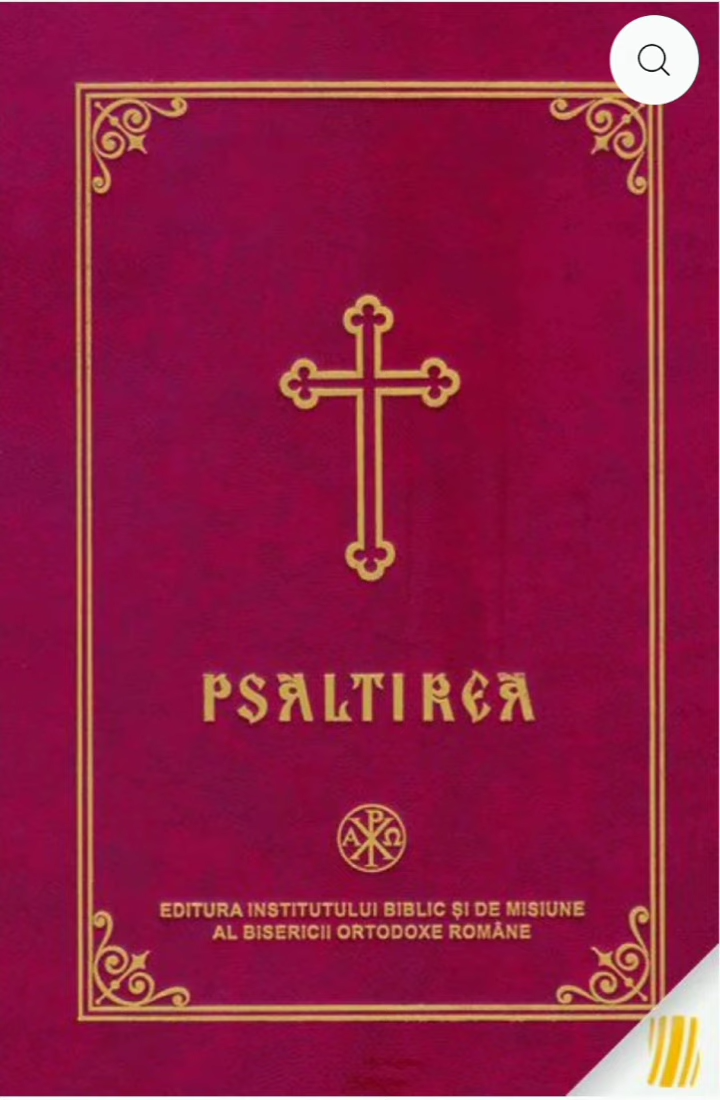 PSALTIREA
Α Ρ Ω
EDITURA INSTITUTULUI BIBLIC ȘI DE MISIUNE
AL BISERICII ORTODOXE ROMÂNE